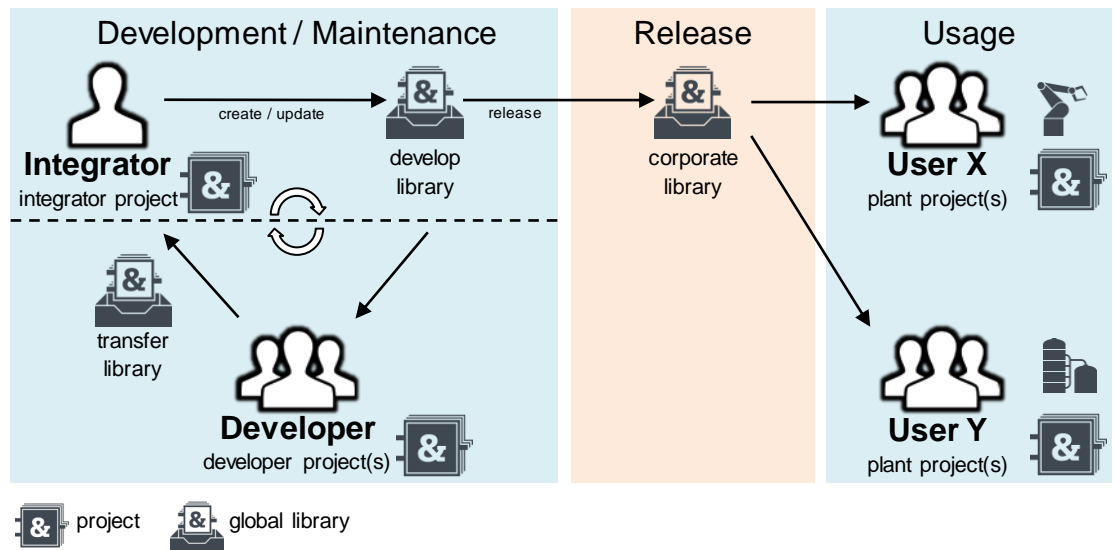 Development / Maintenance
Release
Usage
&
create / update
release
&
Integrator
integrator project
&
develop
library
corporate
library
User X
plant project(s)
&
&
transfer
library
Developer
developer project(s)
&
User Y
plant project(s)
&
& project
& global library